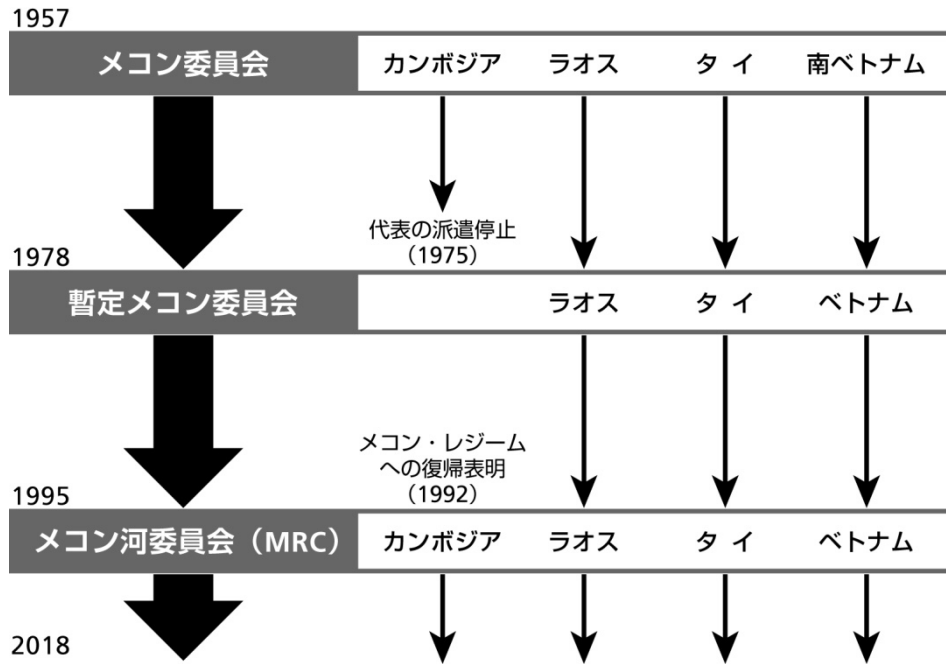 1957
メコン委員会 カンボジア ラオス タ イ 南ベトナム
代表の派遣停止
（1975）
1978
暫定メコン委員会 ラオス タ イ ベトナム
メコン・レジーム
への復帰表明
（1992）
1995
メコン河委員会（MRC） カンボジア ラオス タ イ ベトナム
2018